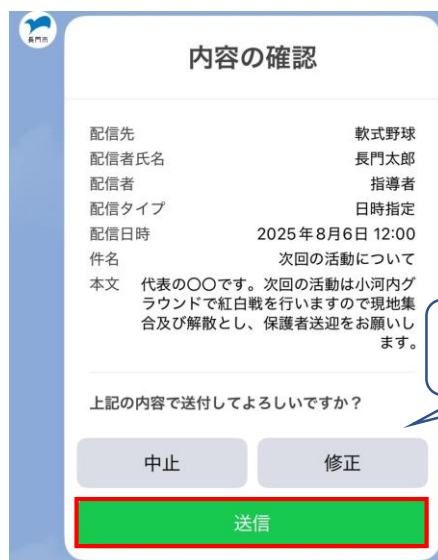 長門市
内容の確認
配信先 軟式野球
配信者氏名 長門太郎
配信者 指導者
配信タイプ 日時指定
配信日時 2025年8月6日 12:00
件名 次回の活動について
本文 代表の〇〇です。次回の活動は小河内グ
ラウンドで紅白戦を行いますので現地集
合及び解散とし、保護者送迎をお願いし
ます。
上記の内容で送付してよろしいですか？
中止 修正
送信